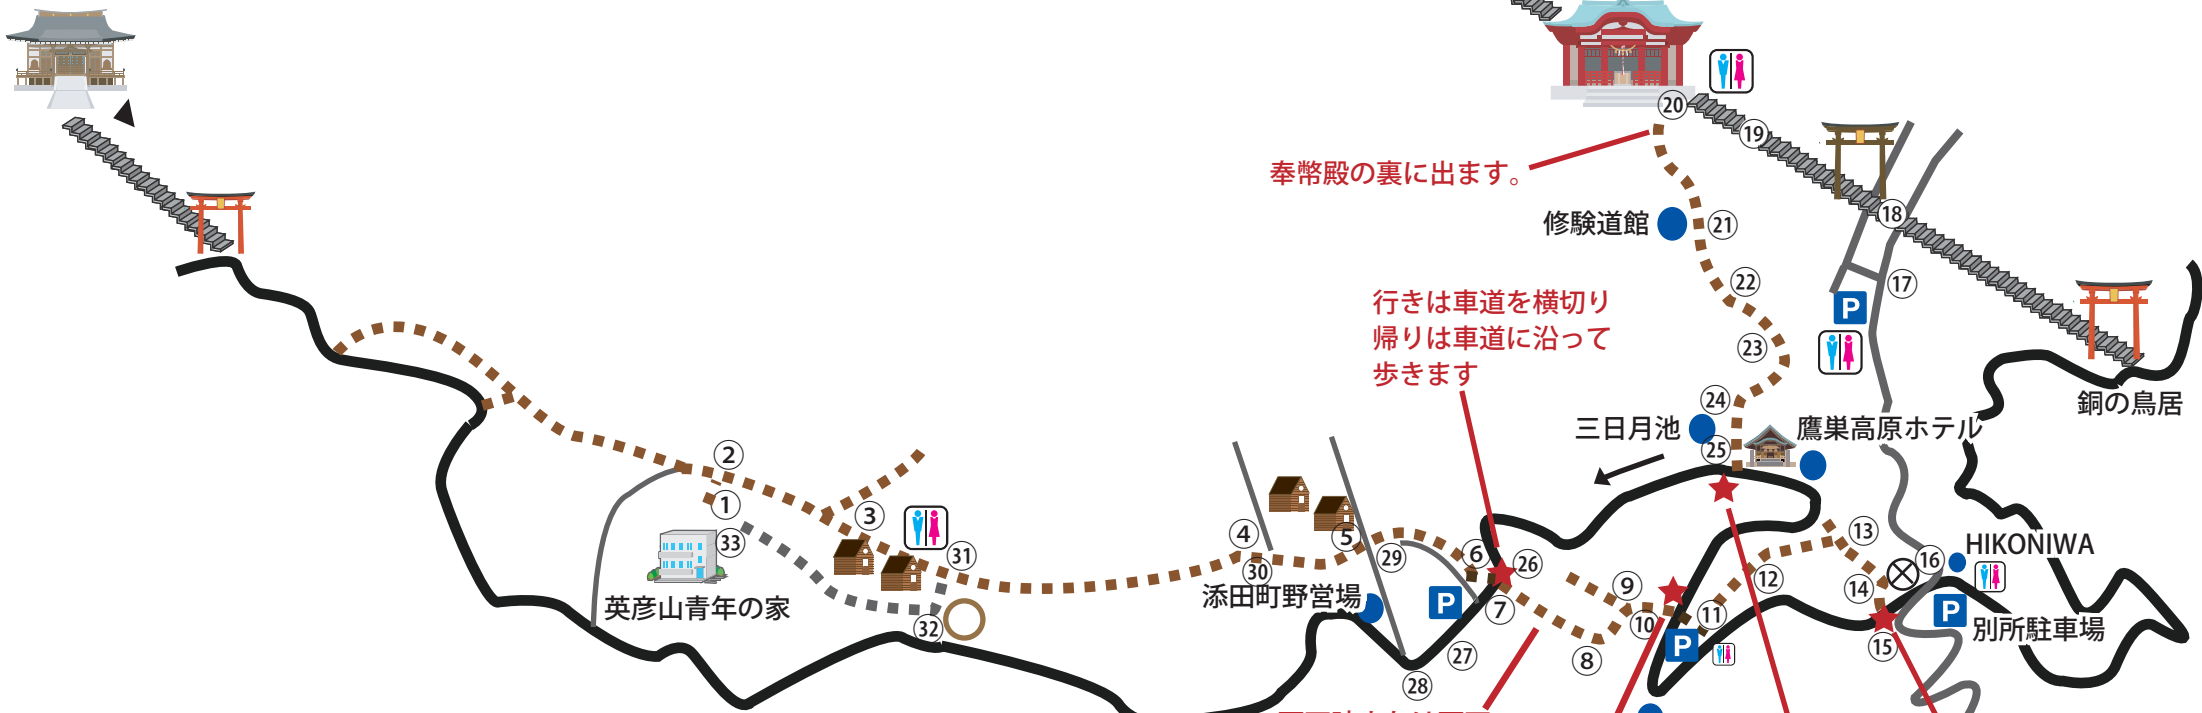 奉幣殿の裏に出ます。
修験道館
行きは車道を横切り
帰りは車道に沿って
歩きます
三日月池
鷹巣高原ホテル
銅の鳥居
HIKONIWA
別所駐車場
添田町野営場
英彦山青年の家
P
P
P
P
①
②
③
④
⑤
⑥
⑦
⑧
⑨
⑩
⑪
⑫
⑬
⑭
⑮
⑯
⑰
⑱
⑲
⑳
㉑
㉒
㉓
㉔
㉕
㉖
㉗
㉘
㉙
㉚
㉛
㉜
㉝